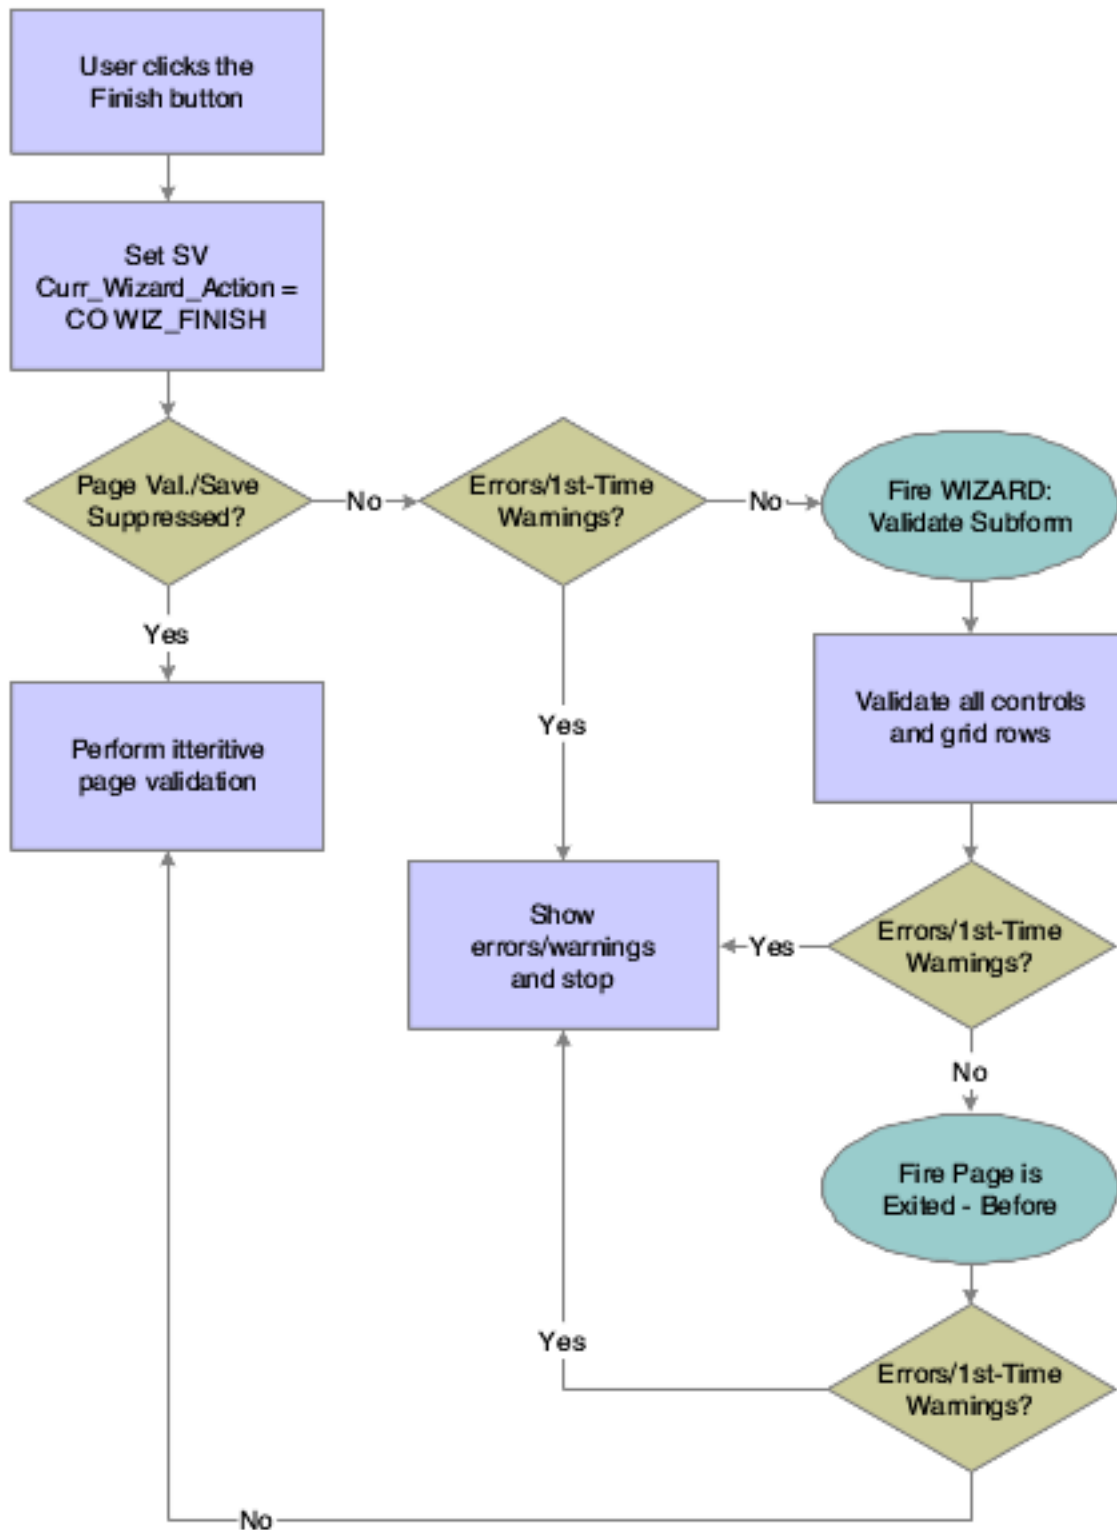 User clicks the
Finish button
Set SV
Curr_Wizard_Action =
CO WIZ_FINISH
Page Val./Save
Suppressed?
No
Errors/1st-Time
Warnings?
No
Fire WIZARD:
Validate Subform
Yes
Perform itteritive
page validation
Yes
Validate all controls
and grid rows
Show
errors/warnings
and stop
Yes
Errors/1st-Time
Warnings?
No
Fire Page is
Exited - Before
Yes
Errors/1st-Time
Warnings?
No